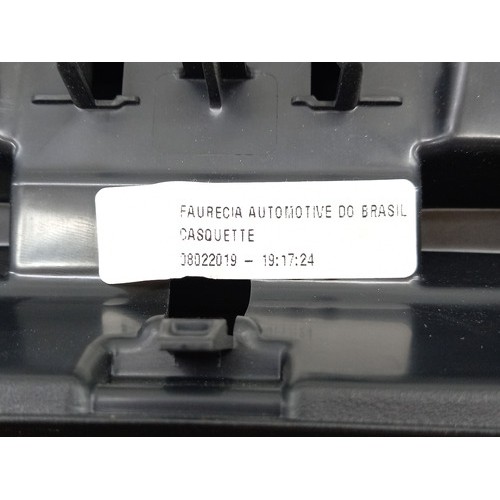 FAURECIA AUTOMOTIVE DO BRASIL
CASQUETTE
08022019 - 19:17:24